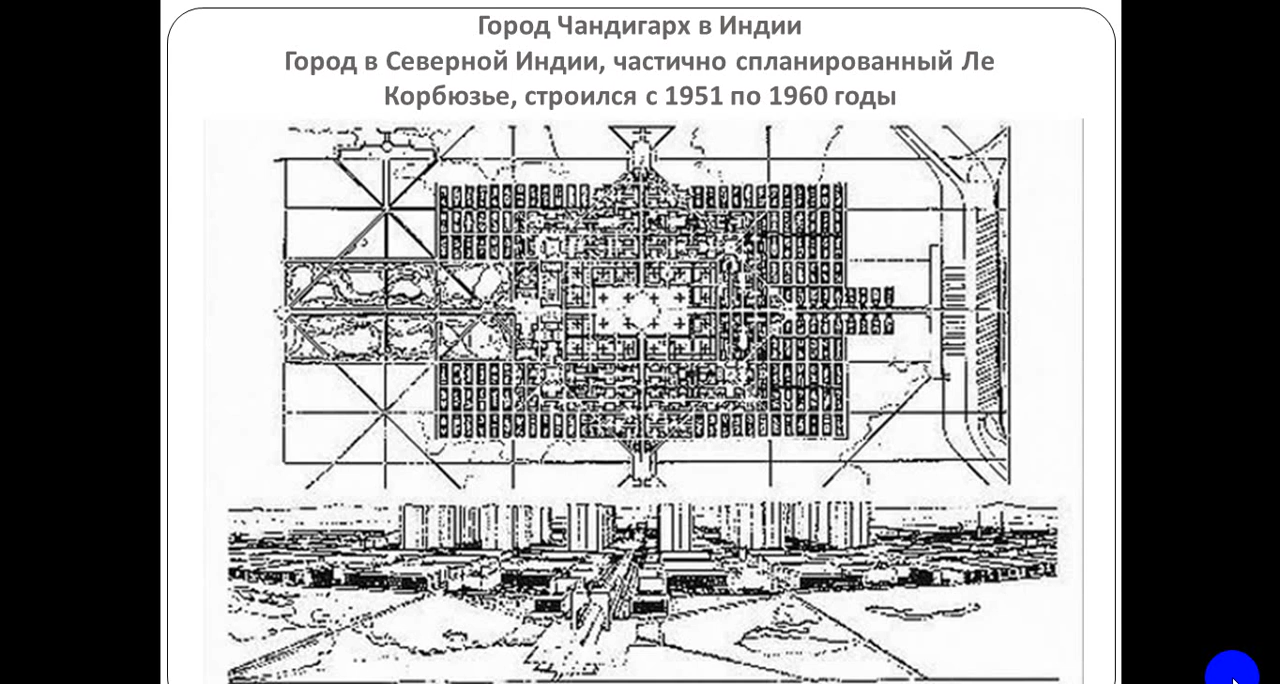 Город Чандигарх в Индии
Город в Северной Индии, частично спланированный Ле
Корбюзье, строился с 1951 по 1960 годы